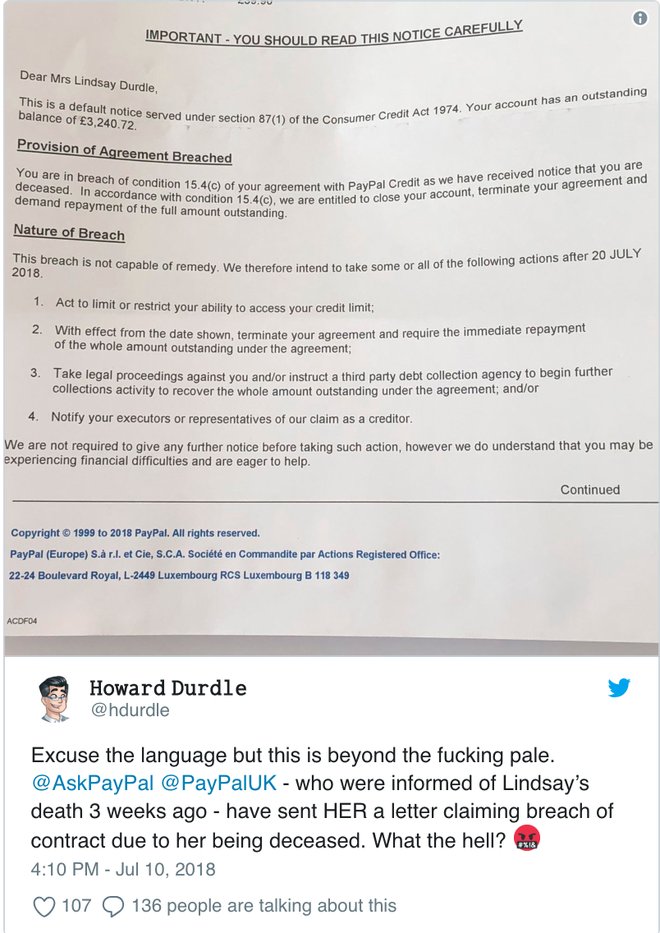 IMPORTANT - YOU SHOULD READ THIS NOTICE CAREFULLY
Dear Mrs Lindsay Durdle,
This is a default notice served under section 87(1) of the Consumer Credit Act 1974. Your account has an outstanding
balance of £3,240.72.
Provision of Agreement Breached
You are in breach of condition 15.4(c) of your agreement with PayPal Credit as we have received notice that you are
deceased. In accordance with condition 15.4(c), we are entitled to close your account, terminate your agreement and
demand repayment of the full amount outstanding.
Nature of Breach
This breach is not capable of remedy. We therefore intend to take some or all of the following actions after 20 JULY
2018.
1. Act to limit or restrict your ability to access your credit limit;
2. With effect from the date shown, terminate your agreement and require the immediate repayment
of the whole amount outstanding under the agreement;
3. Take legal proceedings against you and/or instruct a third party debt collection agency to begin further
collections activity to recover the whole amount outstanding under the agreement; and/or
4. Notify your executors or representatives of our claim as a creditor.
We are not required to give any further notice before taking such action, however we do understand that you may be
experiencing financial difficulties and are eager to help.
Continued
Copyright © 1999 to 2018 PayPal. All rights reserved.
PayPal (Europe) S.à r.l. et Cie, S.C.A. Société en Commandite par Actions Registered Office:
22-24 Boulevard Royal, L-2449 Luxembourg RCS Luxembourg B 118 349
ACDF04
Howard Durdle
@hdurdle
Excuse the language but this is beyond the fucking pale.
@AskPayPal @PayPalUK - who were informed of Lindsay’s
death 3 weeks ago - have sent HER a letter claiming breach of
contract due to her being deceased. What the hell? 🤬
4:10 PM - Jul 10, 2018
107 136 people are talking about this